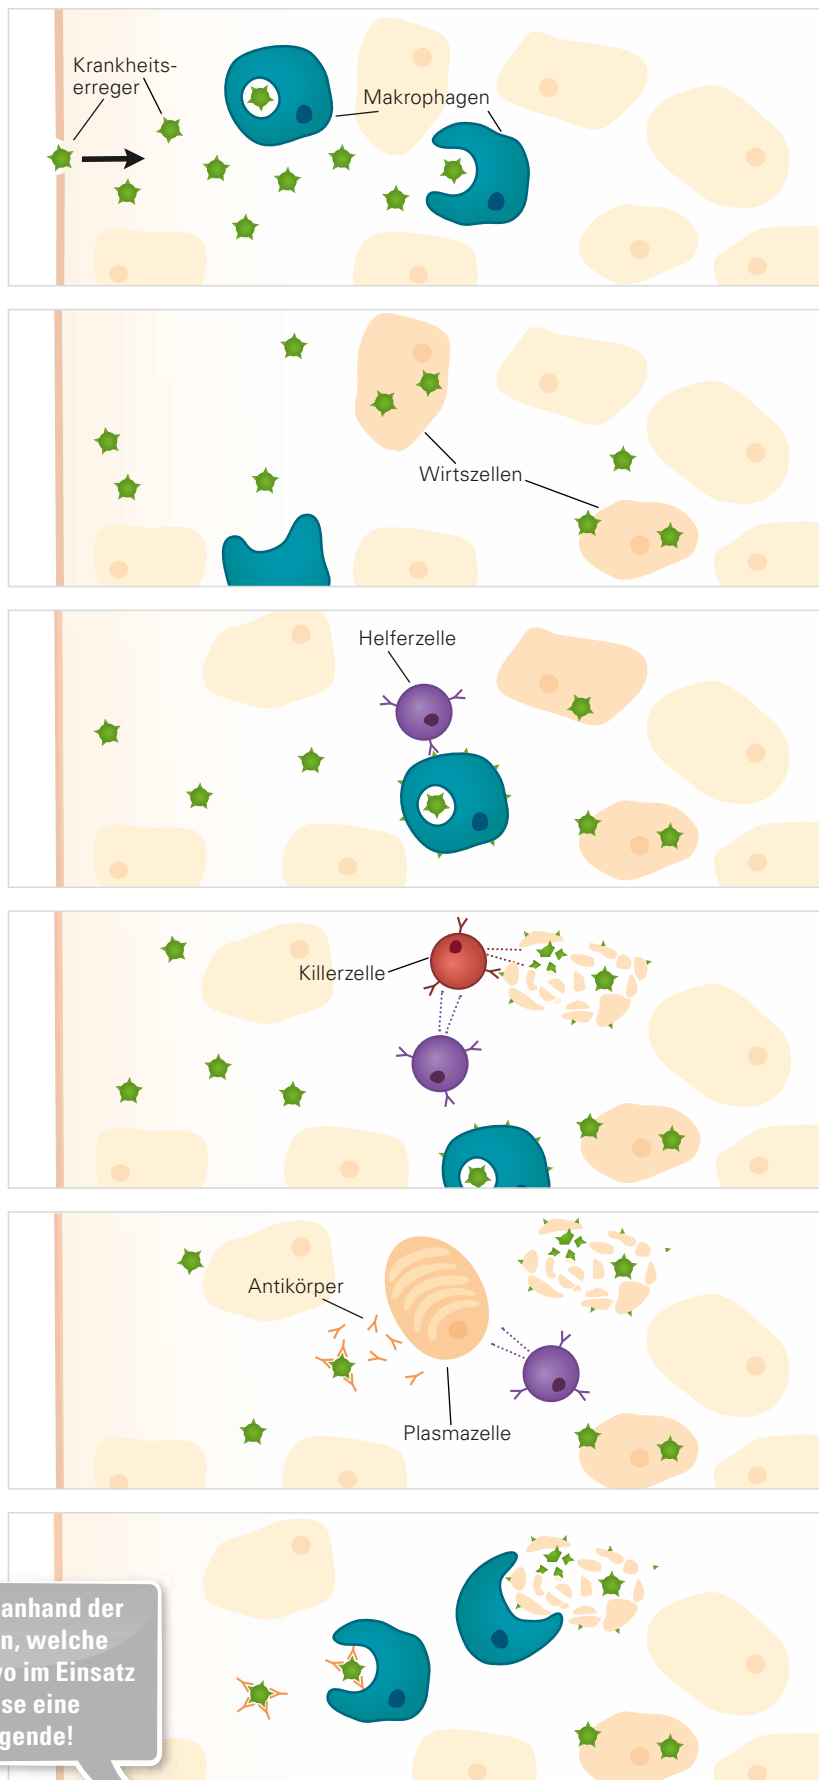 Krankheits-
erreger
Makrophagen
Wirtszellen
Helferzelle
Killerzelle
Antikörper
Plasmazelle
anhand der
n, welche
o im Einsatz
se eine
gende!